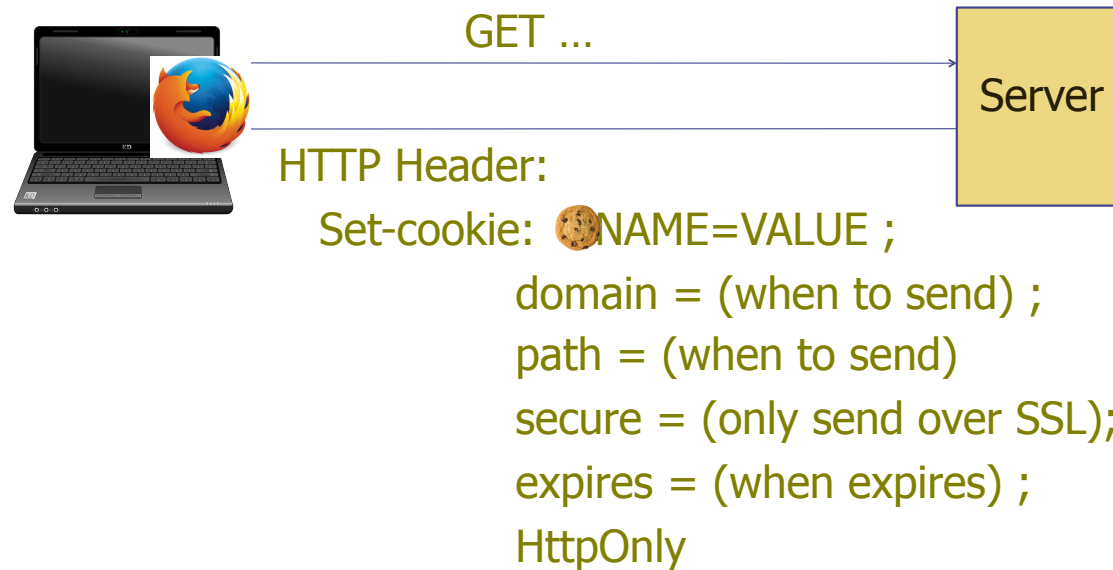 GET ...
Server
HTTP Header:
Set-cookie: NAME=VALUE ;
domain = (when to send) ;
path = (when to send)
secure = (only send over SSL);
expires = (when expires) ;
HttpOnly